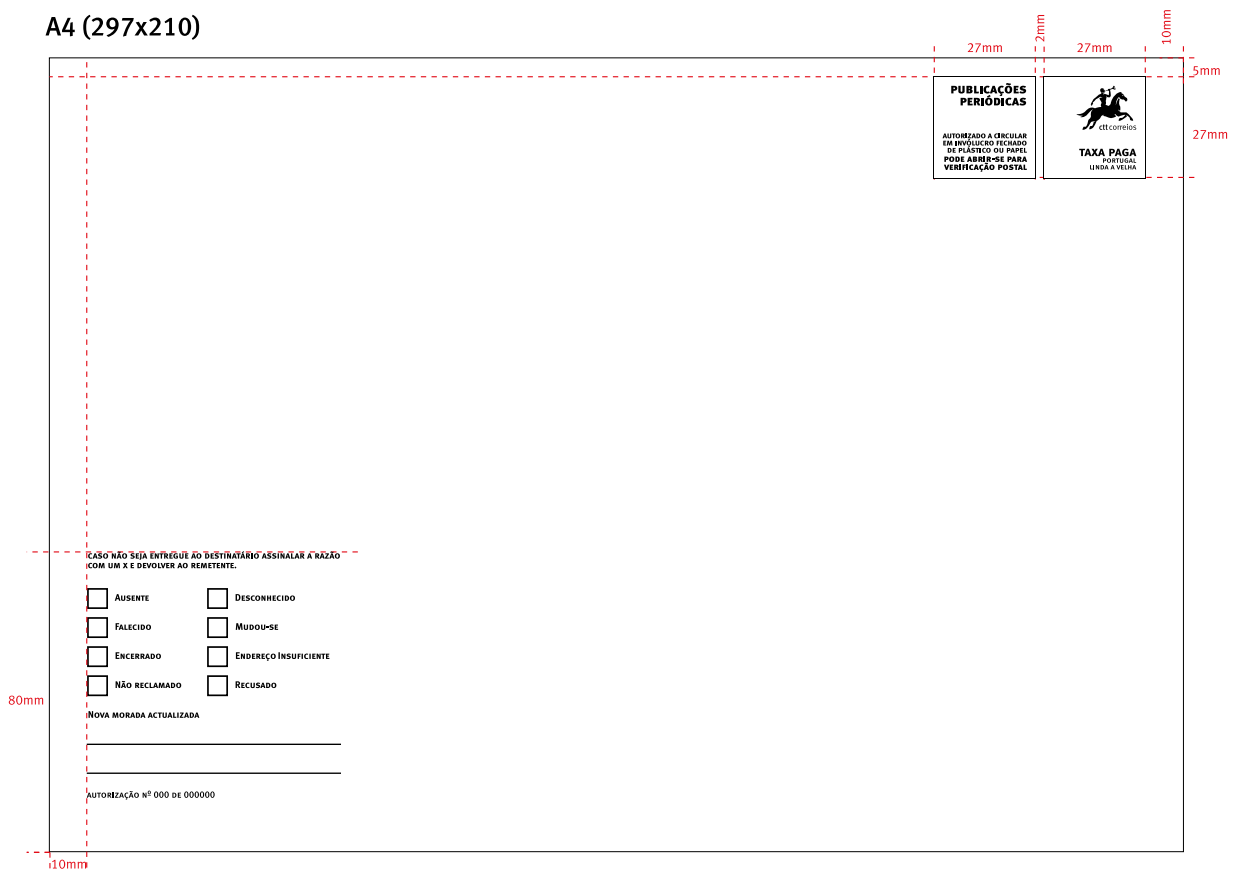 A4 (297x210)
27mm
2mm
27mm
10mm
5mm
27mm
PUBLICAÇÕES
PERIÓDICAS
AUTORIZADO A CIRCULAR
EM INVÓLUCRO FECHADO
DE PLÁSTICO OU PAPEL
PODE ABRIR-SE PARA
VERIFICAÇÃO POSTAL
ctt correios
TAXA PAGA
PORTUGAL
LINDA A VELHA
CASO NÃO SEJA ENTREGUE AO DESTINATÁRIO ASSINALAR A RAZÃO
COM UM X E DEVOLVER AO REMETENTE.
AUSENTE
DESCONHECIDO
FALECIDO
MUDOU-SE
ENCERRADO
ENDEREÇO INSUFICIENTE
NÃO RECLAMADO
RECUSADO
80mm
NOVA MORADA ACTUALIZADA
AUTORIZAÇÃO Nº 000 DE 000000
10mm